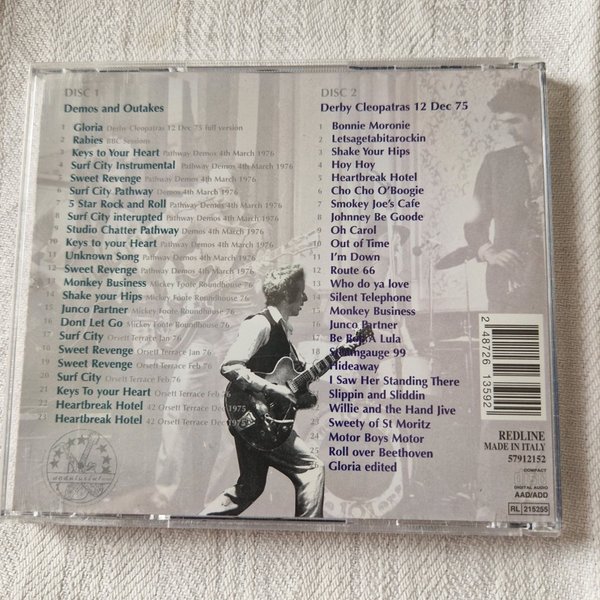 DISC 1
Demos and Outakes
1 Gloria Derby Cleopatras 12 Dec 75 full version
2 Rabies BBC Sessions
3 Keys to Your Heart Pathway Demos 4th March 1976
4 Surf City Instrumental Pathway Demos 4th March 1976
5 Sweet Revenge Pathway Demos 4th March 1976
6 Surf City Pathway Demos 4th March 1976
7 5 Star Rock and Roll Pathway Demos 4th March 1976
8 Surf City interupted Pathway Demos 4th March 1976
9 Studio Chatter Pathway Demos 4th March 1976
10 Keys to your Heart Pathway Demos 4th March 1976
11 Unknown Song Pathway Demos 4th March 1976
12 Sweet Revenge Pathway Demos 4th March 1976
13 Monkey Business Mickey Foote Roundhouse 76
14 Shake your Hips Mickey Foote Roundhouse 76
15 Junco Partner Mickey Foote Roundhouse 76
16 Dont Let Go Mickey Foote Roundhouse 76
17 Surf City Orsett Terrace Jan 76
18 Sweet Revenge Orsett Terrace Jan 76
19 Sweet Revenge Orsett Terrace Feb 76
20 Surf City Orsett Terrace Feb 76
21 Keys To your Heart Orsett Terrace Feb 76
22 Heartbreak Hotel 42 Orsett Terrace Dec 1975
23 Heartbreak Hotel 42 Orsett Terrace Dec 1975
DISC 2
Derby Cleopatras 12 Dec 75
1 Bonnie Moronie
2 Letsagetabitarockin
3 Shake Your Hips
4 Hoy Hoy
5 Heartbreak Hotel
6 Cho Cho O'Boogie
7 Smokey Joe's Cafe
8 Johnney Be Goode
9 Oh Carol
10 Out of Time
11 I'm Down
12 Route 66
13 Who do ya love
14 Silent Telephone
15 Monkey Business
16 Junco Partner
17 Be Bop A Lula
18 Steamgauge 99
19 Hideaway
20 I Saw Her Standing There
21 Slippin and Sliddin
22 Willie and the Hand Jive
23 Sweety of St Moritz
24 Motor Boys Motor
25 Roll over Beethoven
Gloria edited
2 48726 13592
REDLINE
MADE IN ITALY
57912152
COMPACT
DIGITAL AUDIO
AAD/ADD
RL 215255